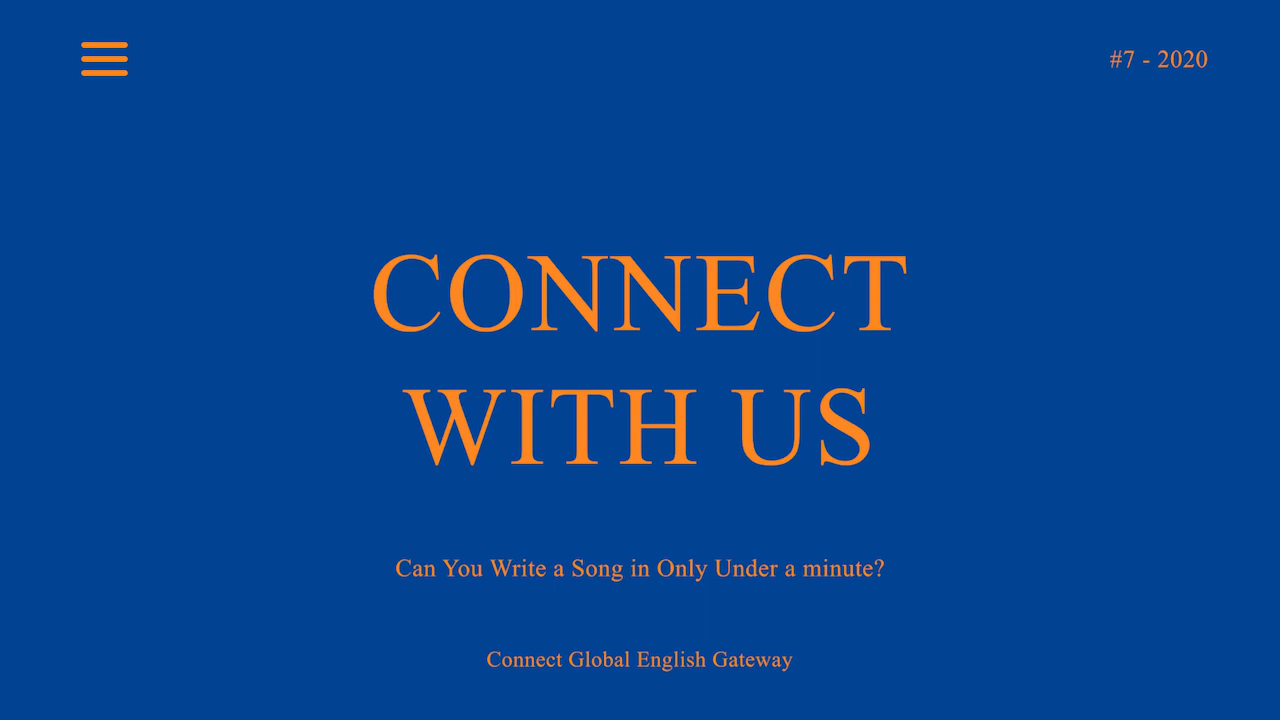 #7 - 2020
CONNECT
WITH US
Can You Write a Song in Only Under a minute?
Connect Global English Gateway